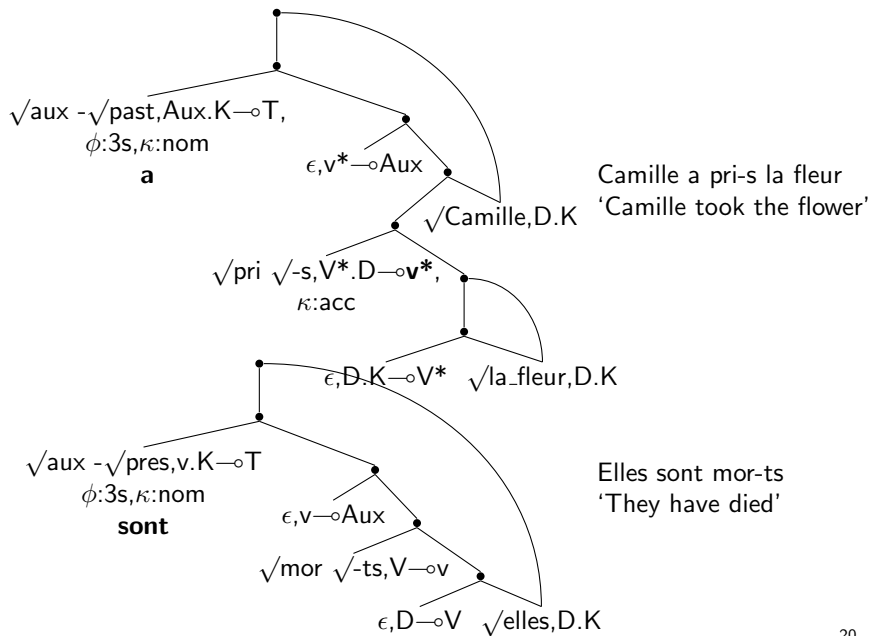 √aux -√past,Aux.K⊸T,
ϕ:3s,κ:nom
a
ϵ,v*⊸Aux
√Camille,D.K
√pri √-s,V*.D⊸v*,
κ:acc
ϵ,D.K⊸V* √la_fleur,D.K
Camille a pri-s la fleur
‘Camille took the flower’
√aux -√pres,v.K⊸T
ϕ:3s,κ:nom
sont
ϵ,v⊸Aux
√mor √-ts,V⊸v
ϵ,D⊸V √elles,D.K
Elles sont mor-ts
‘They have died’
20